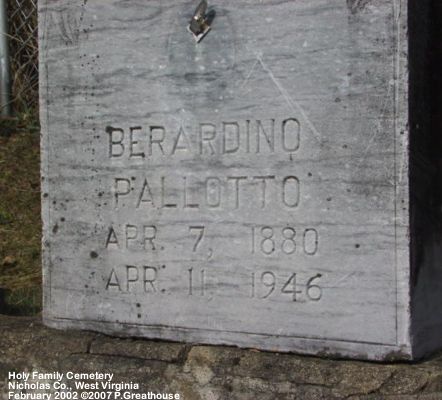 BERARDINO
PALLOTTO
APR. 7, 1880
APR. 11, 1946
Holy Family Cemetery
Nicholas Co., West Virginia
February 2002 ©2007 P.Greathouse